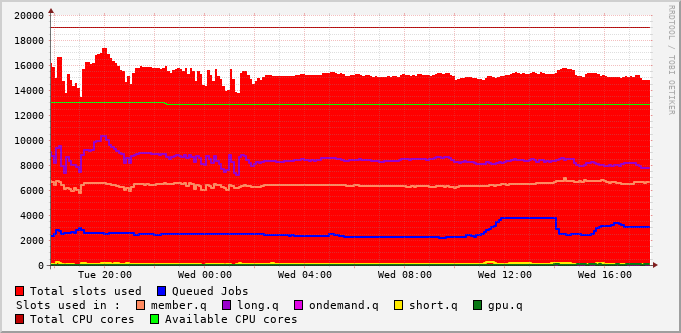 20000
18000
16000
14000
12000
10000
8000
6000
4000
2000
0
Tue 20:00 Wed 00:00 Wed 04:00 Wed 08:00 Wed 12:00 Wed 16:00
Total slots used Queued Jobs
Slots used in : member.q long.q ondemand.q short.q gpu.q
Total CPU cores Available CPU cores
RRDTOOL / TOBI OETIKER